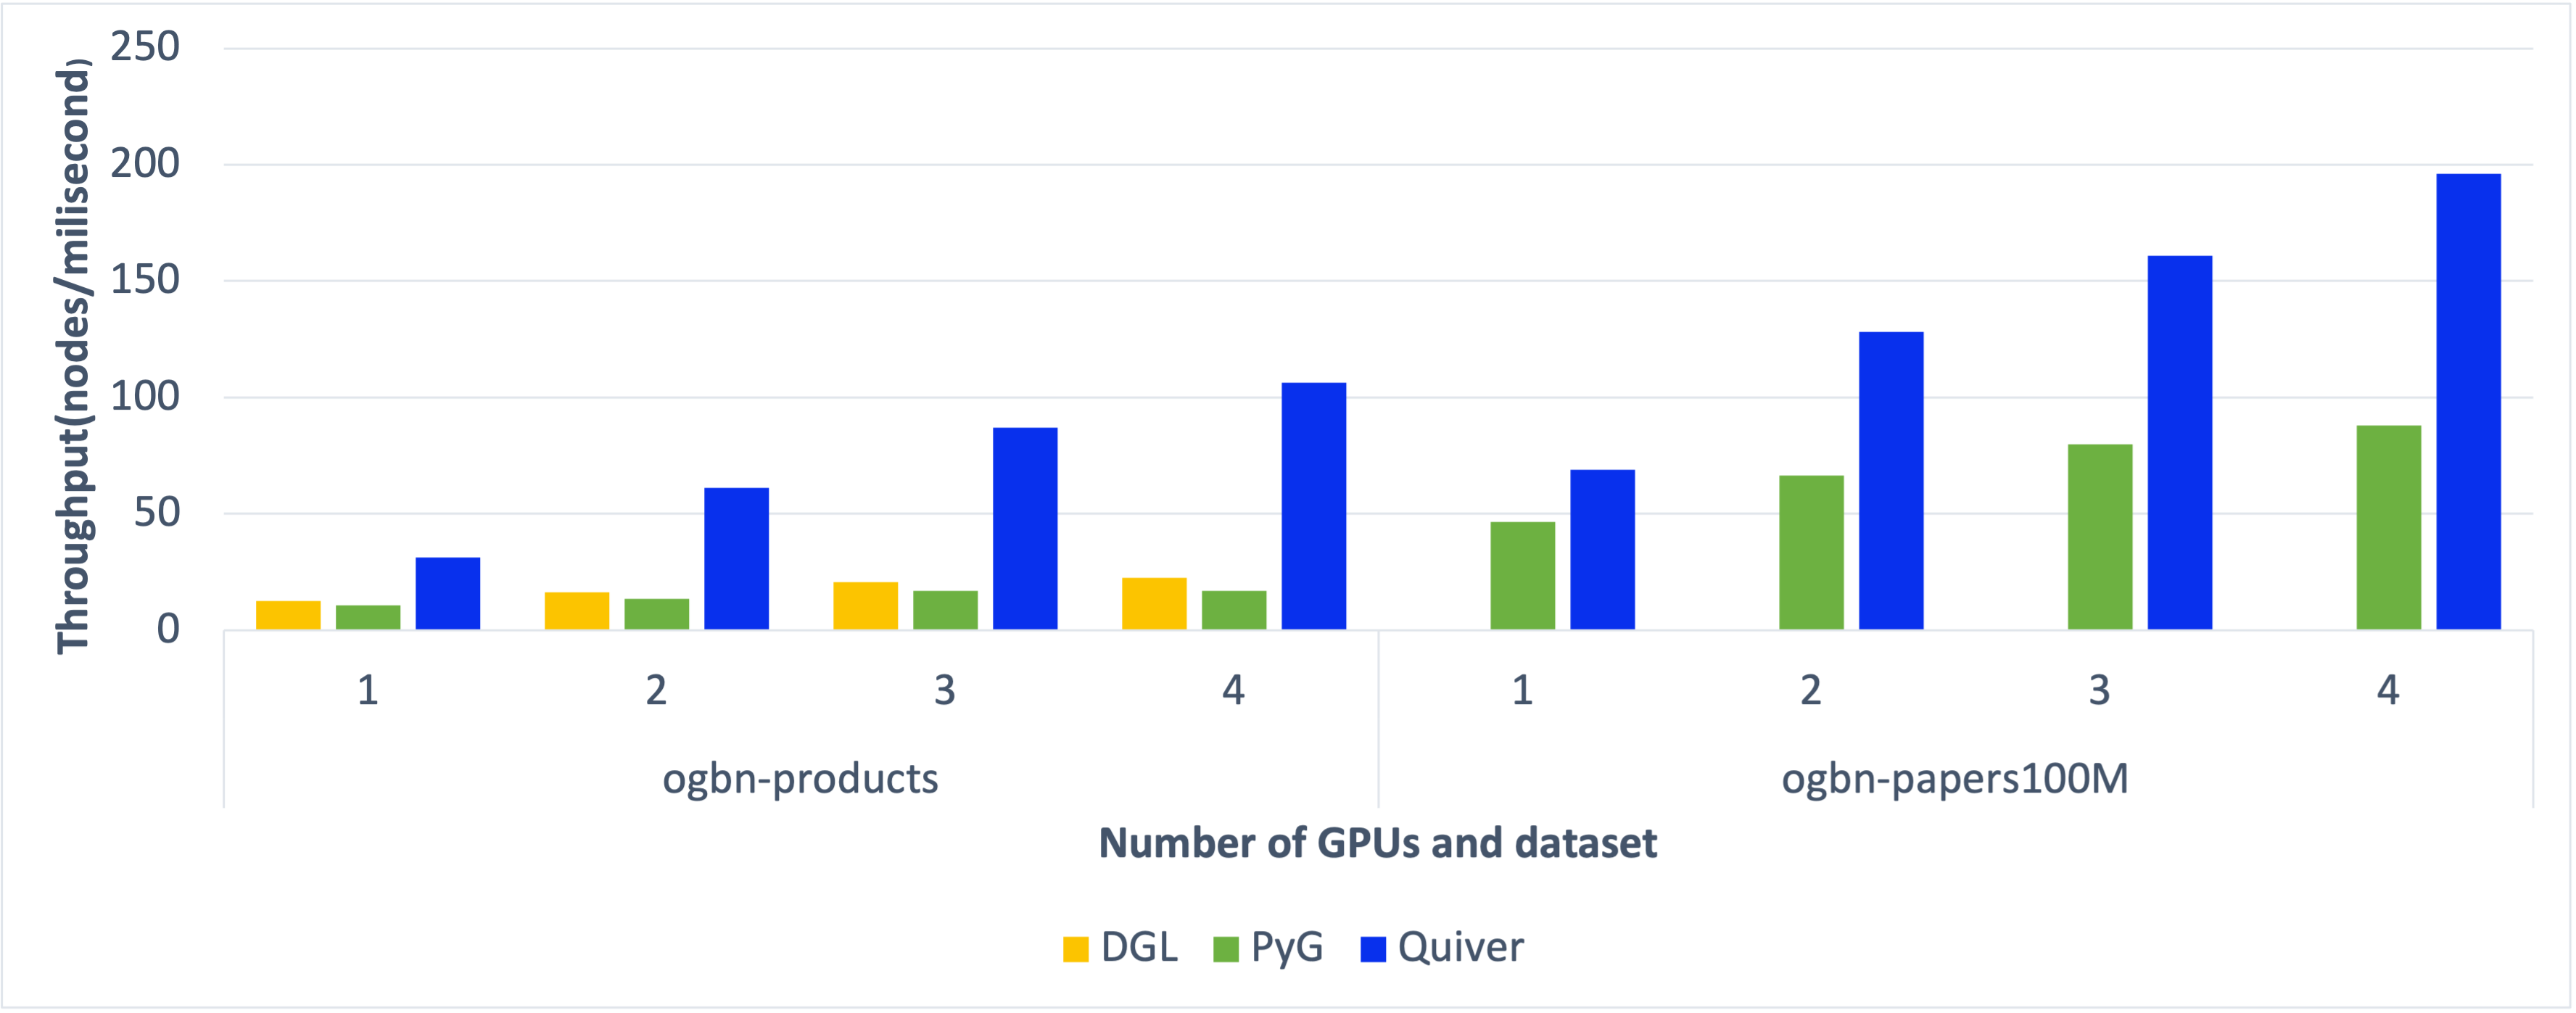 Throughput(nodes/milisecond)
250
200
150
100
50
0
1 2 3 4 1 2 3 4
ogbn-products ogbn-papers100M
Number of GPUs and dataset
DGL PyG Quiver